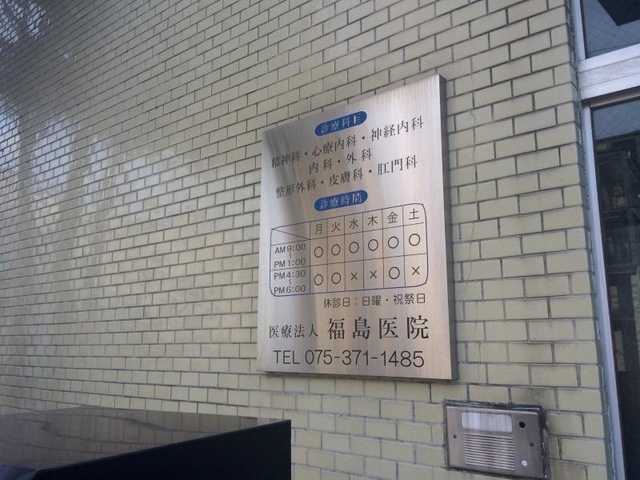 診療科目
精神科・心療内科・神経内科
内科・外科
整形外科・皮膚科・肛門科
診療時間
月 火 水 木 金 土
AM 9:00 〜 PM 1:00 ○ ○ ○ ○ ○ ○
PM 4:30 〜 PM 6:00 ○ ○ × × ○ ×
休診日：日曜・祝祭日
医療法人 福島医院
TEL 075-371-1485